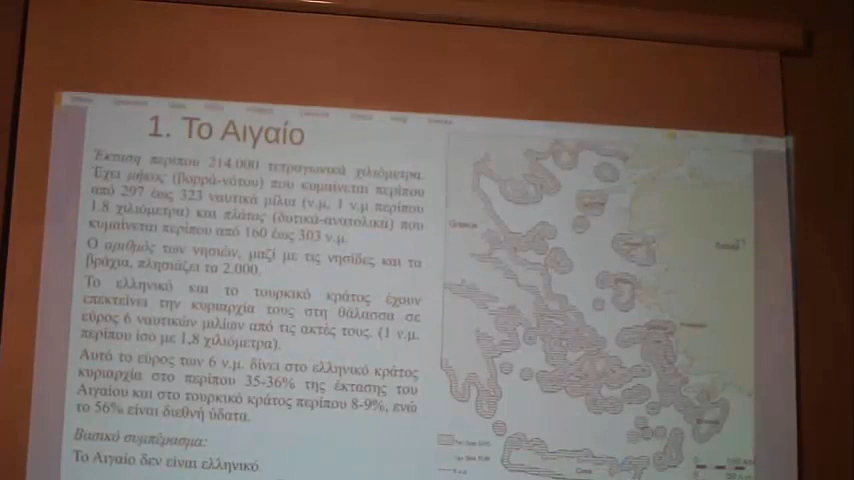 1. Το Αιγαίο
Έκταση περίπου 214.000 τετραγωνικά χιλιόμετρα.
Έχει μήκος (βορρά-νότου) που κυμαίνεται περίπου
από 297 έως 323 ναυτικά μίλια (ν.μ. 1 ν.μ περίπου
1.8 χιλιόμετρα) και πλάτος (δυτικά-ανατολικά) που
κυμαίνεται περίπου από 160 έως 303 ν.μ.
Ο αριθμός των νησιών, μαζί με τις νησίδες και τα
βράχια, πλησιάζει τα 2.000.
Το ελληνικό και το τουρκικό κράτος έχουν
επεκτείνει την κυριαρχία τους στη θάλασσα σε
εύρος 6 ναυτικών μιλίων από τις ακτές τους. (1 ν.μ.
περίπου ίσο με 1,8 χιλιόμετρα).
Αυτό το εύρος των 6 ν.μ. δίνει στο ελληνικό κράτος
κυριαρχία στο περίπου 35-36% της έκτασης του
Αιγαίου και στο τουρκικό κράτος περίπου 8-9%, ενώ
το 56% είναι διεθνή ύδατα.
Βασικό συμπέρασμα:
Το Αιγαίο δεν είναι ελληνικό
Greece